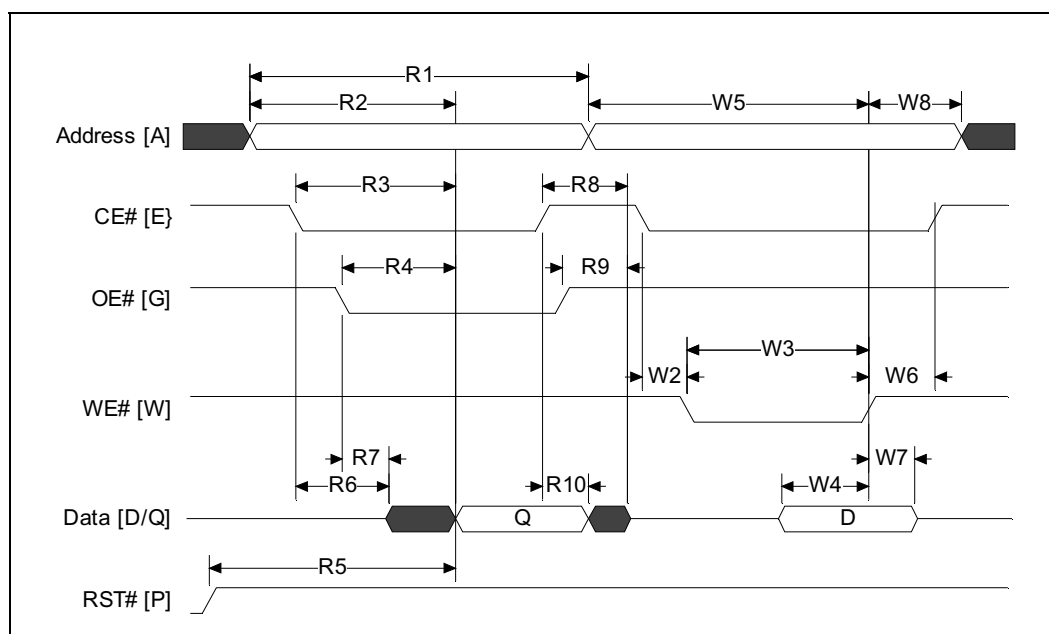 R1
R2
W5
W8
Address [A]
R3
R8
CE# [E}
R4
R9
OE# [G]
W3
W2
W6
WE# [W]
R7
W7
R6
R10
W4
Data [D/Q]
Q
D
R5
RST# [P]